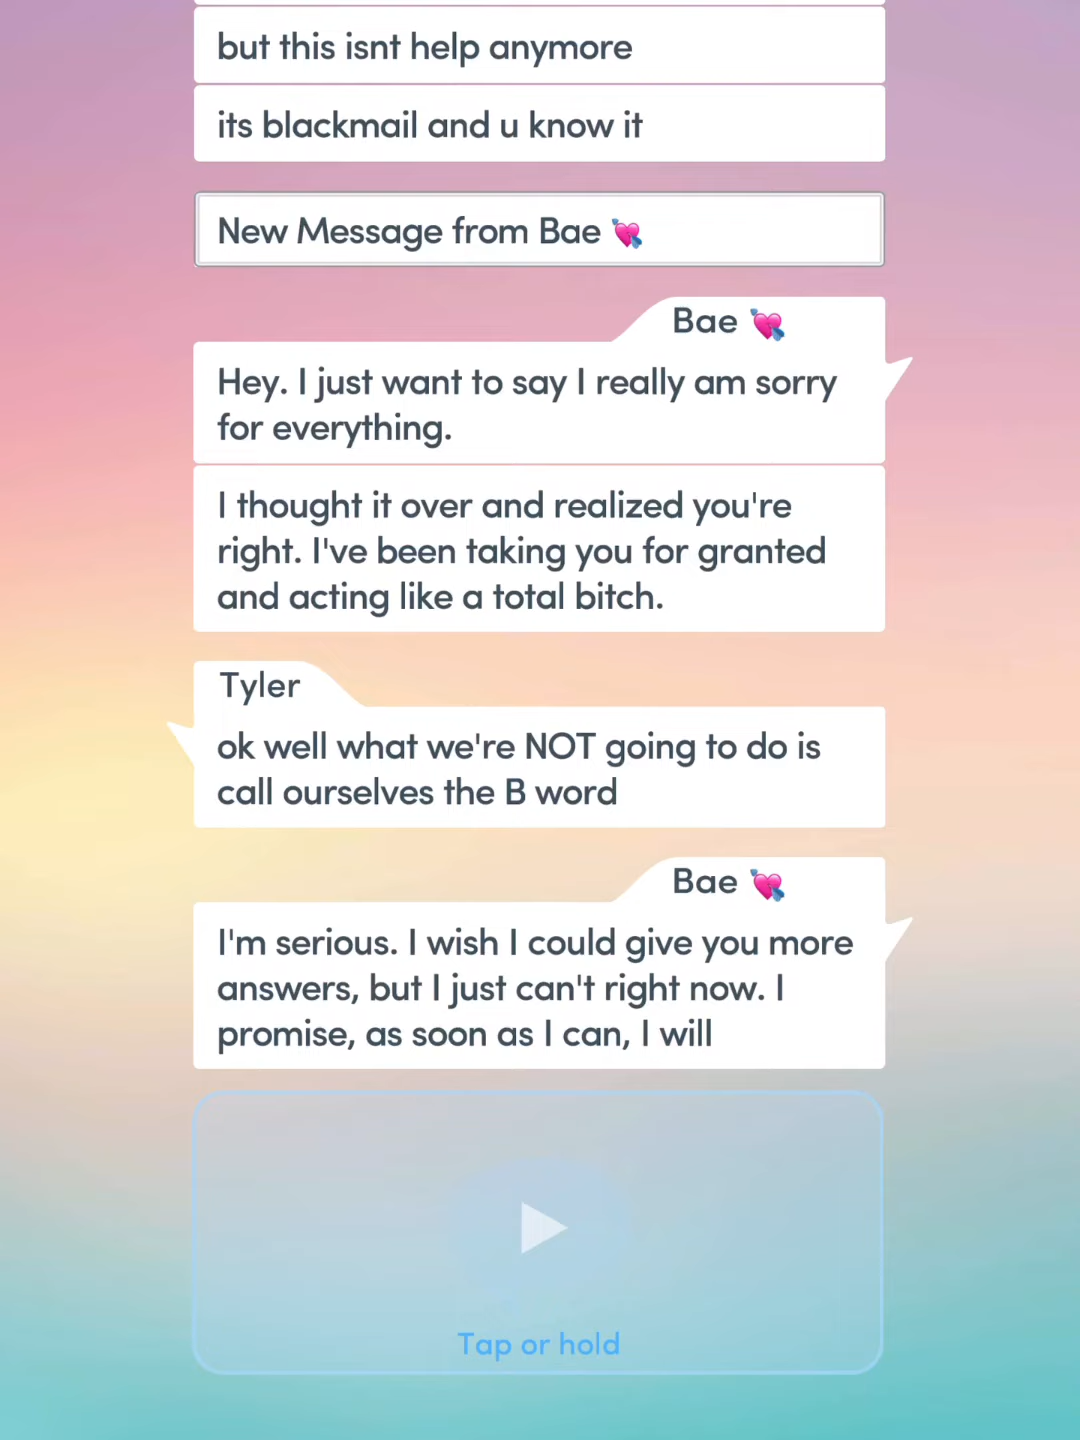 but this isnt help anymore
its blackmail and u know it
New Message from Bae 💘
Bae 💘
Hey. I just want to say I really am sorry
for everything.
I thought it over and realized you're
right. I've been taking you for granted
and acting like a total bitch.
Tyler
ok well what we're NOT going to do is
call ourselves the B word
Bae 💘
I'm serious. I wish I could give you more
answers, but I just can't right now. I
promise, as soon as I can, I will
Tap or hold